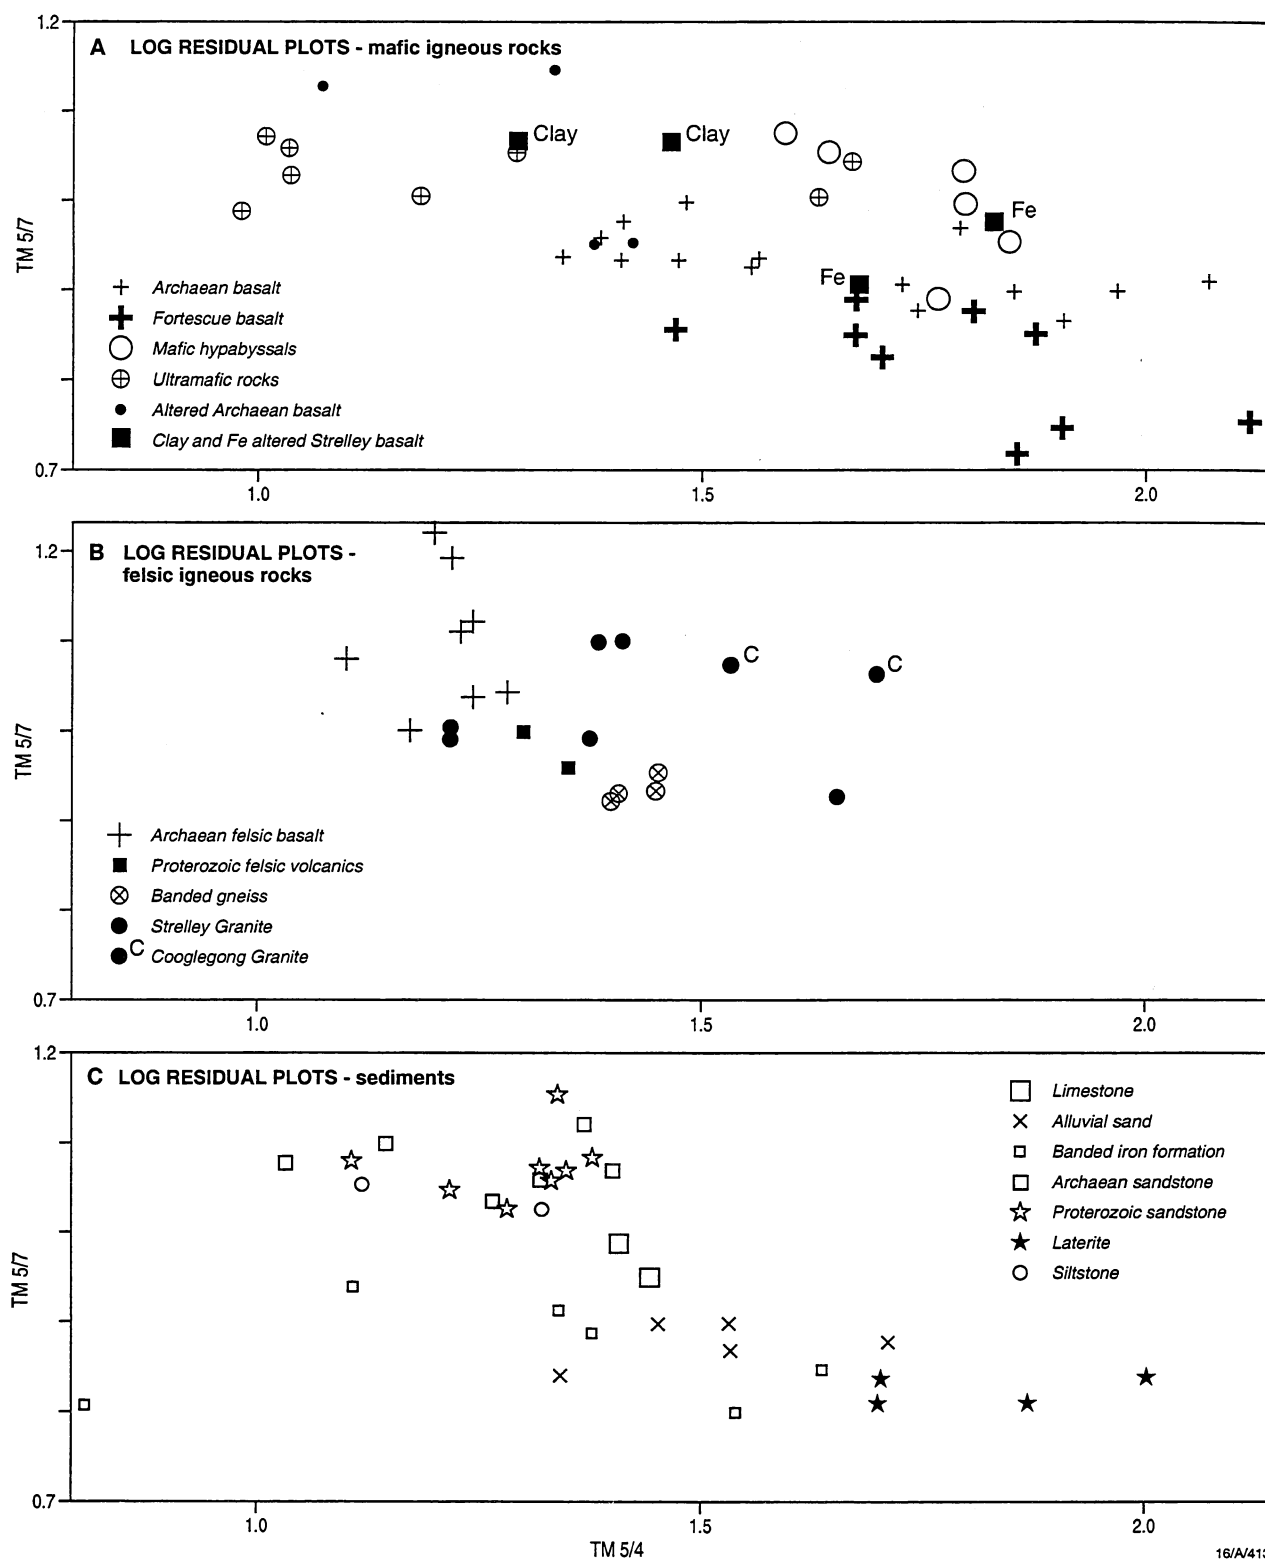 1.2
A LOG RESIDUAL PLOTS - mafic igneous rocks
Clay
Clay
Fe
Fe
TM 5/7
Archaean basalt
Fortescue basalt
Mafic hypabyssals
Ultramafic rocks
Altered Archaean basalt
Clay and Fe altered Strelley basalt
0.7
1.0 1.5 2.0
1.2
B LOG RESIDUAL PLOTS -
felsic igneous rocks
C
C
TM 5/7
Archaean felsic basalt
Proterozoic felsic volcanics
Banded gneiss
Strelley Granite
C Cooglegong Granite
0.7
1.0 1.5 2.0
1.2
C LOG RESIDUAL PLOTS - sediments
Limestone
Alluvial sand
Banded iron formation
Archaean sandstone
Proterozoic sandstone
Laterite
Siltstone
TM 5/7
0.7
1.0 1.5 2.0
TM 5/4